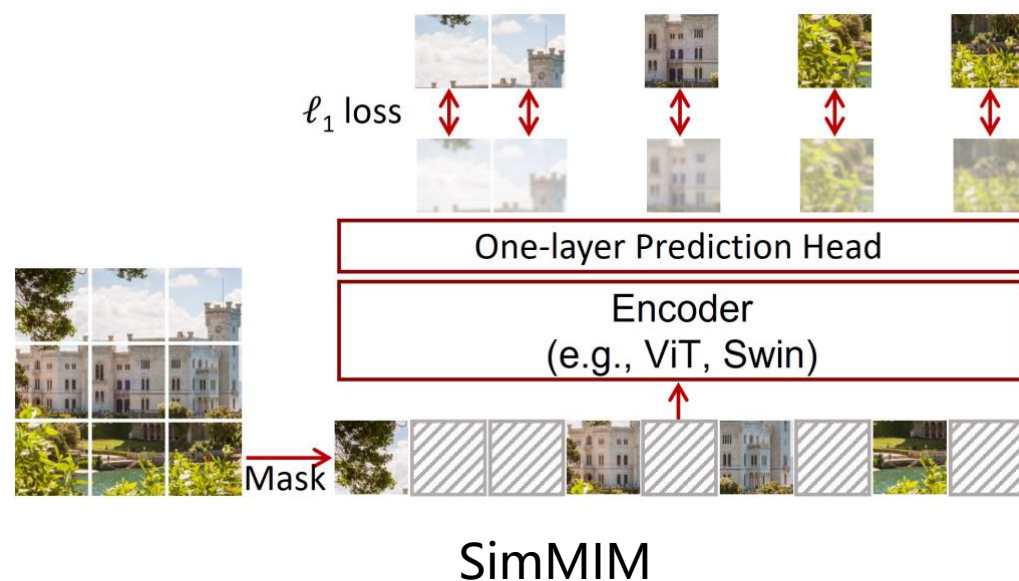 ℓ₁ loss
One-layer Prediction Head
Encoder
(e.g., ViT, Swin)
Mask
SimMIM